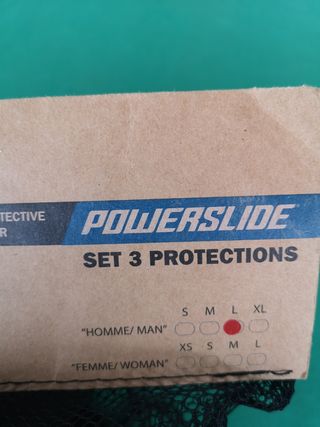 TECTIVE
R
POWERSLIDE
SET 3 PROTECTIONS
S M L XL
"HOMME/ MAN"
XS S M L
"FEMME/ WOMAN"